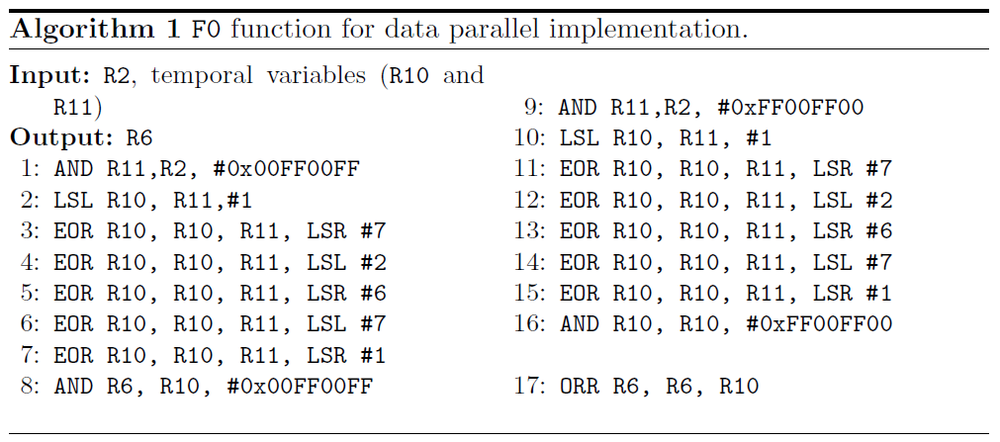 Algorithm 1 F0 function for data parallel implementation.
Input: R2, temporal variables (R10 and
R11)
Output: R6
1: AND R11,R2, #0x00FF00FF
2: LSL R10, R11,#1
3: EOR R10, R10, R11, LSR #7
4: EOR R10, R10, R11, LSL #2
5: EOR R10, R10, R11, LSR #6
6: EOR R10, R10, R11, LSL #7
7: EOR R10, R10, R11, LSR #1
8: AND R6, R10, #0x00FF00FF
9: AND R11,R2, #0xFF00FF00
10: LSL R10, R11, #1
11: EOR R10, R10, R11, LSR #7
12: EOR R10, R10, R11, LSL #2
13: EOR R10, R10, R11, LSR #6
14: EOR R10, R10, R11, LSL #7
15: EOR R10, R10, R11, LSR #1
16: AND R10, R10, #0xFF00FF00
17: ORR R6, R6, R10